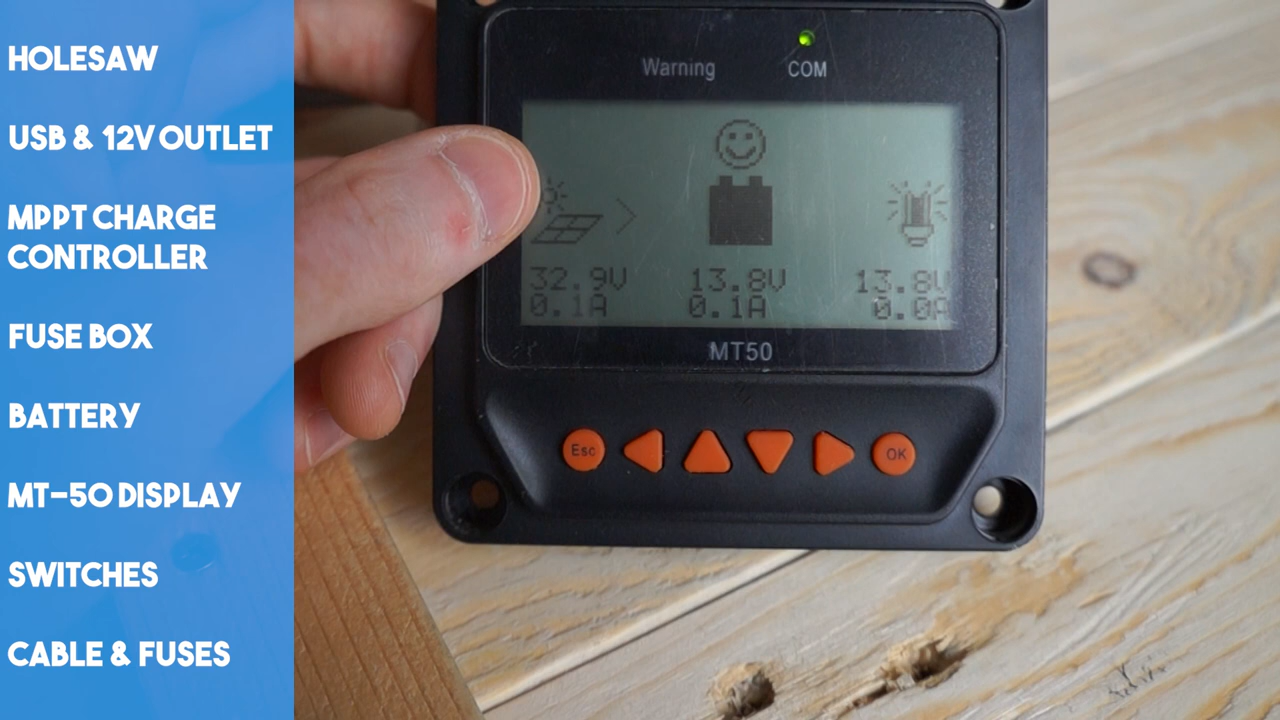 HOLESAW
USB & 12V OUTLET
MPPT CHARGE
CONTROLLER
FUSE BOX
BATTERY
MT-50 DISPLAY
SWITCHES
CABLE & FUSES
Warning COM
32.9V 13.8V 13.8V
0.1A 0.1A 0.0A
MT50
Esc OK